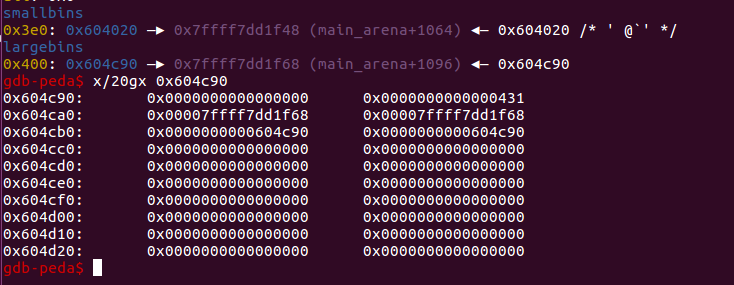 smallbins
0x3e0: 0x604020 —▸ 0x7ffff7dd1f48 (main_arena+1064) ◂— 0x604020 /* ' @`' */
largebins
0x400: 0x604c90 —▸ 0x7ffff7dd1f68 (main_arena+1096) ◂— 0x604c90
gdb-peda$ x/20gx 0x604c90
0x604c90: 0x0000000000000000 0x0000000000000431
0x604ca0: 0x00007ffff7dd1f68 0x00007ffff7dd1f68
0x604cb0: 0x0000000000604c90 0x0000000000604c90
0x604cc0: 0x0000000000000000 0x0000000000000000
0x604cd0: 0x0000000000000000 0x0000000000000000
0x604ce0: 0x0000000000000000 0x0000000000000000
0x604cf0: 0x0000000000000000 0x0000000000000000
0x604d00: 0x0000000000000000 0x0000000000000000
0x604d10: 0x0000000000000000 0x0000000000000000
0x604d20: 0x0000000000000000 0x0000000000000000
gdb-peda$